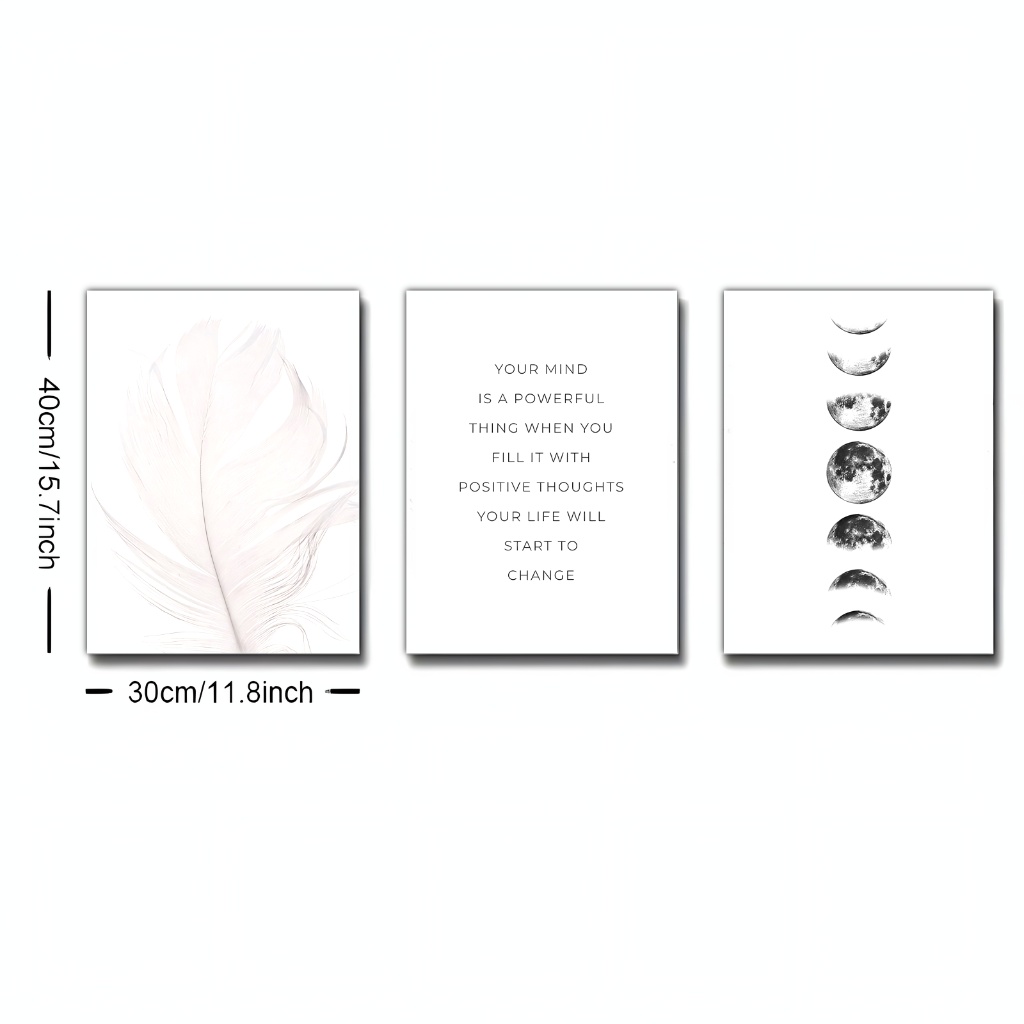 40cm/15.7inch
YOUR MIND
IS A POWERFUL
THING WHEN YOU
FILL IT WITH
POSITIVE THOUGHTS
YOUR LIFE WILL
START TO
CHANGE
30cm/11.8inch